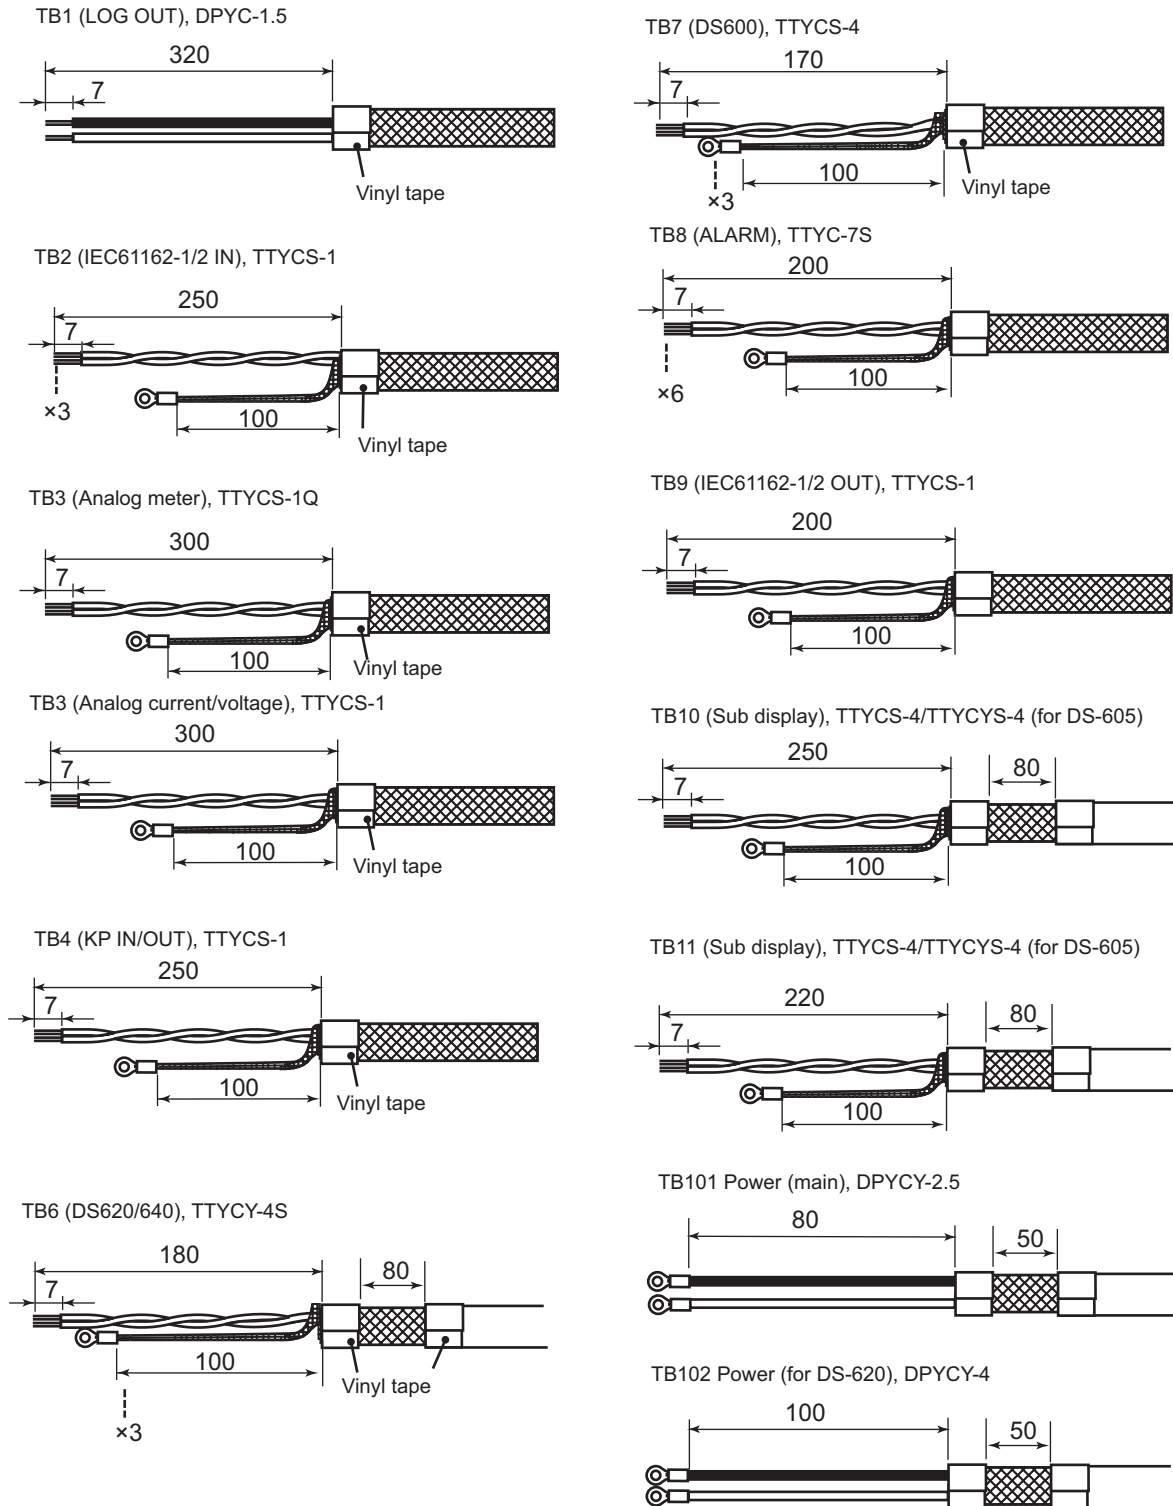 TB1 (LOG OUT), DPYC-1.5
320
7
Vinyl tape
TB2 (IEC61162-1/2 IN), TTYCS-1
250
7
×3
100
Vinyl tape
TB3 (Analog meter), TTYCS-1Q
300
7
100
Vinyl tape
TB3 (Analog current/voltage), TTYCS-1
300
7
100
Vinyl tape
TB4 (KP IN/OUT), TTYCS-1
250
7
100
Vinyl tape
TB6 (DS620/640), TTYCY-4S
180
80
7
100
Vinyl tape
×3
TB7 (DS600), TTYCS-4
170
7
100
×3
Vinyl tape
TB8 (ALARM), TTYC-7S
200
7
×6
100
TB9 (IEC61162-1/2 OUT), TTYCS-1
200
7
100
TB10 (Sub display), TTYCS-4/TTYCYS-4 (for DS-605)
250
80
7
100
TB11 (Sub display), TTYCS-4/TTYCYS-4 (for DS-605)
220
80
7
100
TB101 Power (main), DPYCY-2.5
80
50
TB102 Power (for DS-620), DPYCY-4
100
50